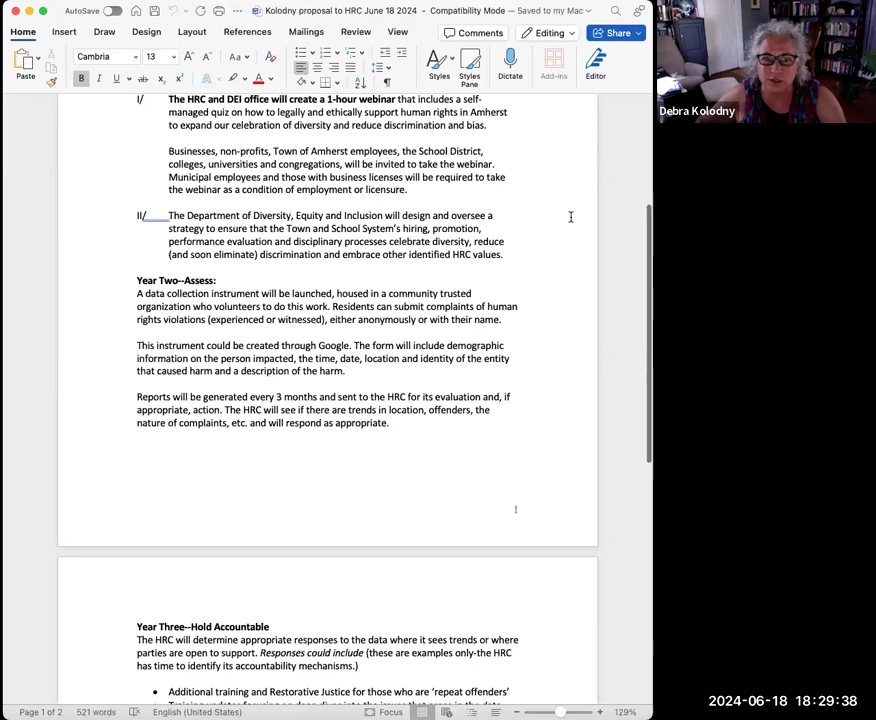 AutoSave
Kolodny proposal to HRC June 18 2024 - Compatibility Mode — Saved to my Mac
Home Insert Draw Design Layout References Mailings Review View Comments Editing Share
Cambria 13
Paste Styles Styles Pane Dictate Add-ins Editor
I/ The HRC and DEI office will create a 1-hour webinar that includes a self-
managed quiz on how to legally and ethically support human rights in Amherst
to expand our celebration of diversity and reduce discrimination and bias.
Businesses, non-profits, Town of Amherst employees, the School District,
colleges, universities and congregations, will be invited to take the webinar.
Municipal employees and those with business licenses will be required to take
the webinar as a condition of employment or licensure.
II/ The Department of Diversity, Equity and Inclusion will design and oversee a
strategy to ensure that the Town and School System's hiring, promotion,
performance evaluation and disciplinary processes celebrate diversity, reduce
(and soon eliminate) discrimination and embrace other identified HRC values.
Year Two--Assess:
A data collection instrument will be launched, housed in a community trusted
organization who volunteers to do this work. Residents can submit complaints of human
rights violations (experienced or witnessed), either anonymously or with their name.
This instrument could be created through Google. The form will include demographic
information on the person impacted, the time, date, location and identity of the entity
that caused harm and a description of the harm.
Reports will be generated every 3 months and sent to the HRC for its evaluation and, if
appropriate, action. The HRC will see if there are trends in location, offenders, the
nature of complaints, etc. and will respond as appropriate.
Year Three--Hold Accountable
The HRC will determine appropriate responses to the data where it sees trends or where
parties are open to support. Responses could include (these are examples only-the HRC
has time to identify its accountability mechanisms.)
• Additional training and Restorative Justice for those who are 'repeat offenders'
Page 1 of 2 521 words English (United States) Focus 129%
Debra Kolodny
2024-06-18 18:29:38